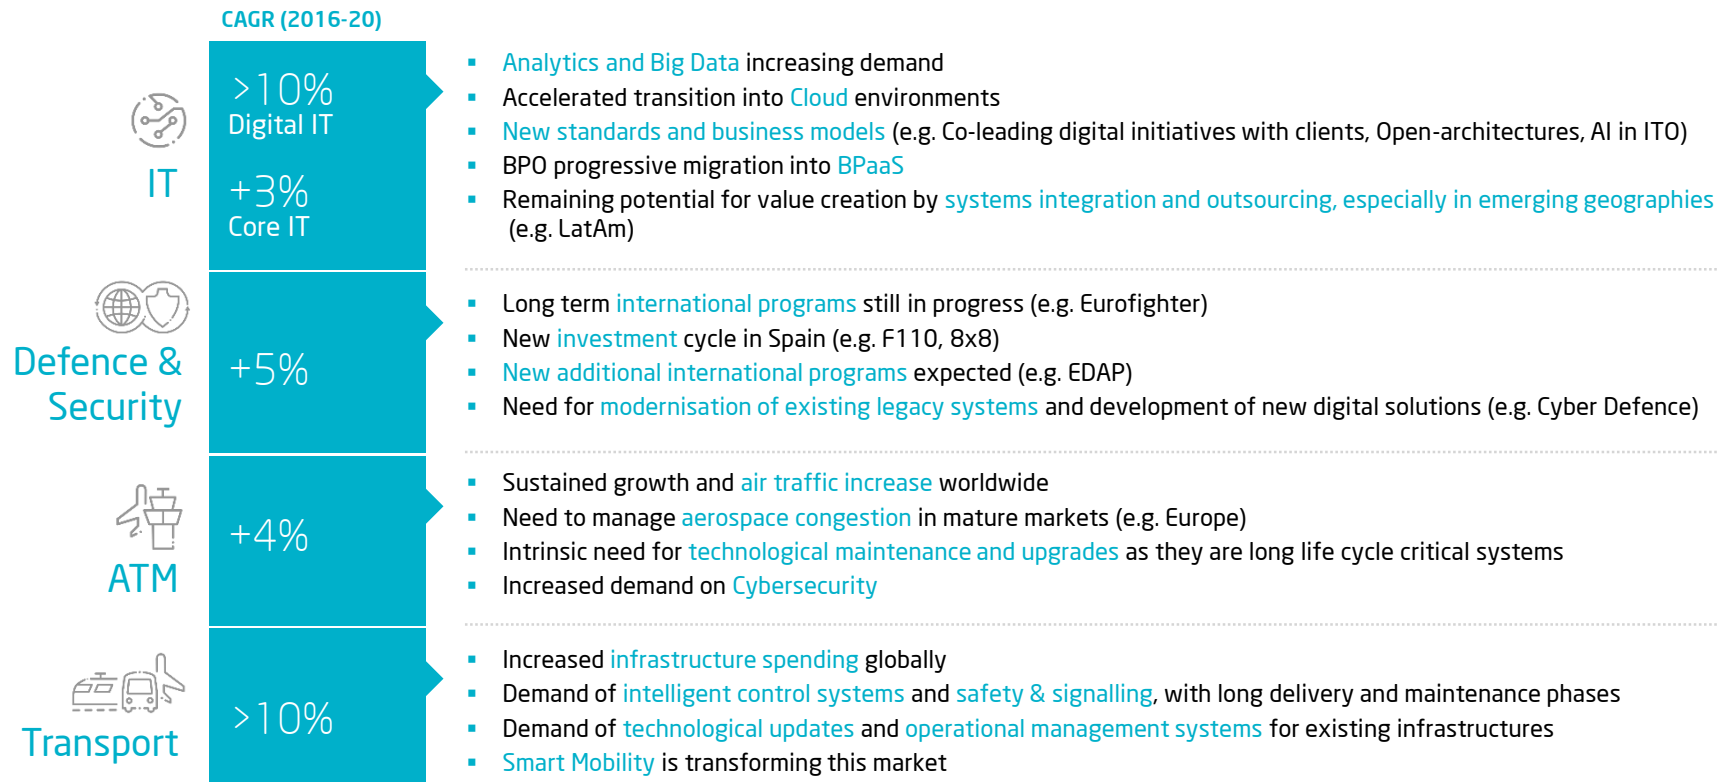 CAGR (2016-20)
IT
>10%
Digital IT
+3%
Core IT
▪ Analytics and Big Data increasing demand
▪ Accelerated transition into Cloud environments
▪ New standards and business models (e.g. Co-leading digital initiatives with clients, Open-architectures, AI in ITO)
▪ BPO progressive migration into BPaaS
▪ Remaining potential for value creation by systems integration and outsourcing, especially in emerging geographies
(e.g. LatAm)
Defence &
Security
+5%
▪ Long term international programs still in progress (e.g. Eurofighter)
▪ New investment cycle in Spain (e.g. F110, 8x8)
▪ New additional international programs expected (e.g. EDAP)
▪ Need for modernisation of existing legacy systems and development of new digital solutions (e.g. Cyber Defence)
ATM
+4%
▪ Sustained growth and air traffic increase worldwide
▪ Need to manage aerospace congestion in mature markets (e.g. Europe)
▪ Intrinsic need for technological maintenance and upgrades as they are long life cycle critical systems
▪ Increased demand on Cybersecurity
Transport
>10%
▪ Increased infrastructure spending globally
▪ Demand of intelligent control systems and safety & signalling, with long delivery and maintenance phases
▪ Demand of technological updates and operational management systems for existing infrastructures
▪ Smart Mobility is transforming this market